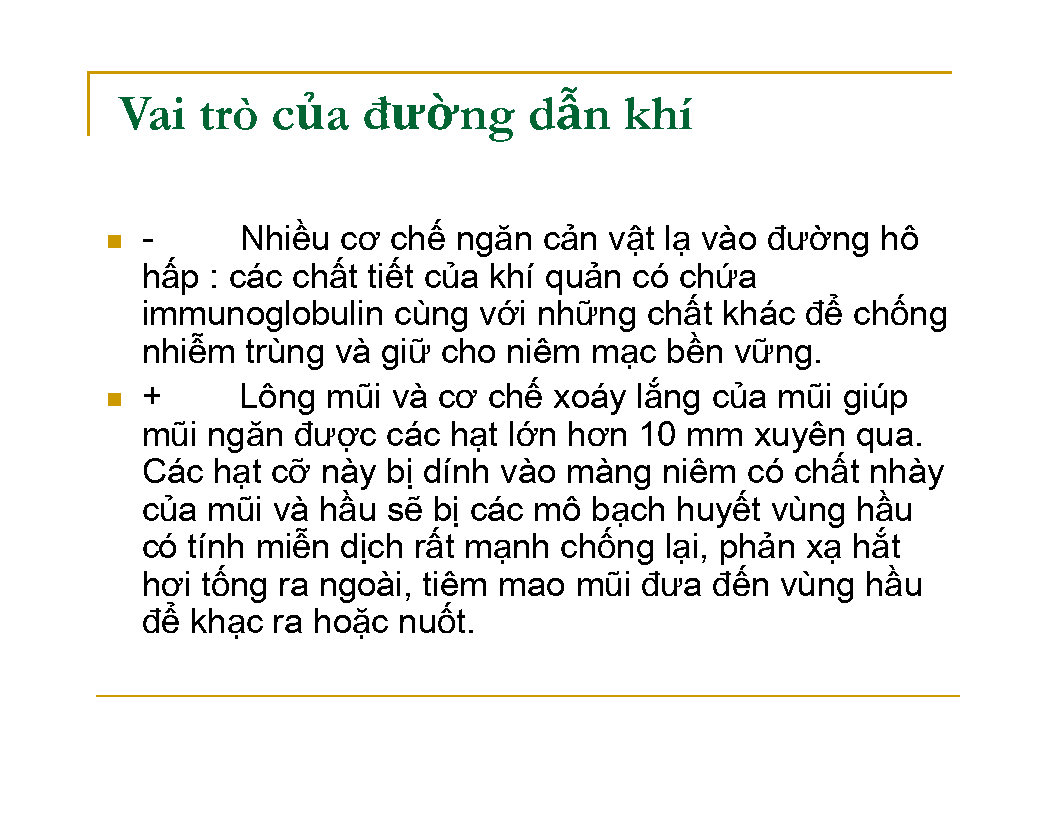 Vai trò của đường dẫn khí
- Nhiều cơ chế ngăn cản vật lạ vào đường hô
hấp : các chất tiết của khí quản có chứa
immunoglobulin cùng với những chất khác để chống
nhiễm trùng và giữ cho niêm mạc bền vững.
+ Lông mũi và cơ chế xoáy lắng của mũi giúp
mũi ngăn được các hạt lớn hơn 10 mm xuyên qua.
Các hạt cỡ này bị dính vào màng niêm có chất nhày
của mũi và hầu sẽ bị các mô bạch huyết vùng hầu
có tính miễn dịch rất mạnh chống lại, phản xạ hắt
hơi tống ra ngoài, tiêm mao mũi đưa đến vùng hầu
để khạc ra hoặc nuốt.